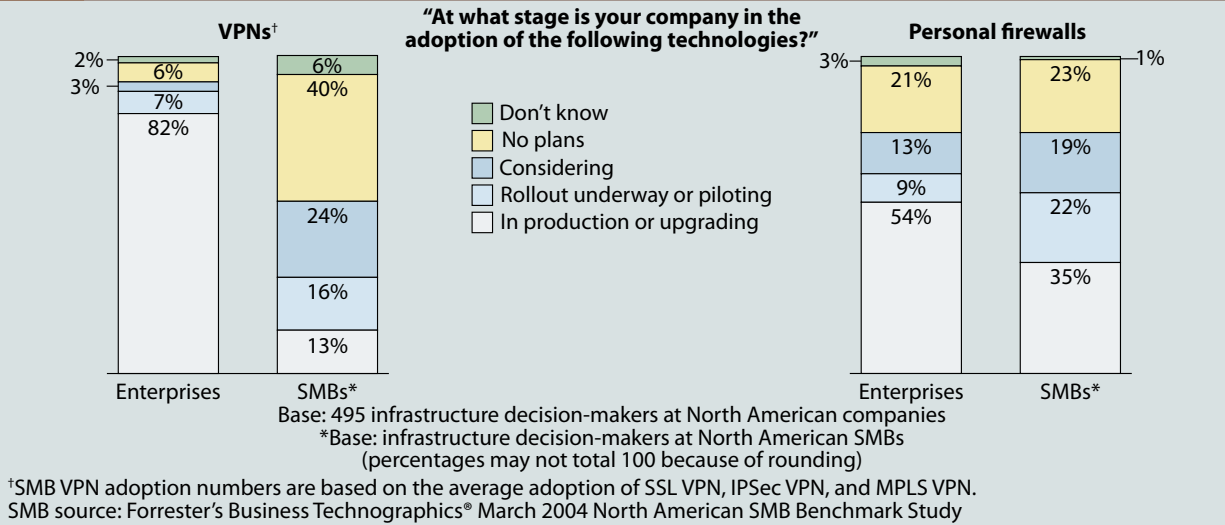 “At what stage is your company in the
adoption of the following technologies?”
VPNs†
2%
6%
3%
7%
82%
6%
40%
24%
16%
13%
Enterprises
SMBs*
Don’t know
No plans
Considering
Rollout underway or piloting
In production or upgrading
Personal firewalls
3%
21%
13%
9%
54%
1%
23%
19%
22%
35%
Enterprises
SMBs*
Base: 495 infrastructure decision-makers at North American companies
*Base: infrastructure decision-makers at North American SMBs
(percentages may not total 100 because of rounding)
†SMB VPN adoption numbers are based on the average adoption of SSL VPN, IPSec VPN, and MPLS VPN.
SMB source: Forrester’s Business Technographics® March 2004 North American SMB Benchmark Study